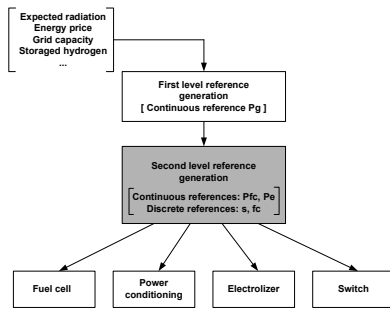 Expected radiation
Energy price
Grid capacity
Storaged hydrogen
...
First level reference
generation
[ Continuous reference Pg ]
Second level reference
generation
Continuous references: Pfc, Pe
Discrete references: s, fc
Fuel cell
Power
conditioning
Electrolizer
Switch